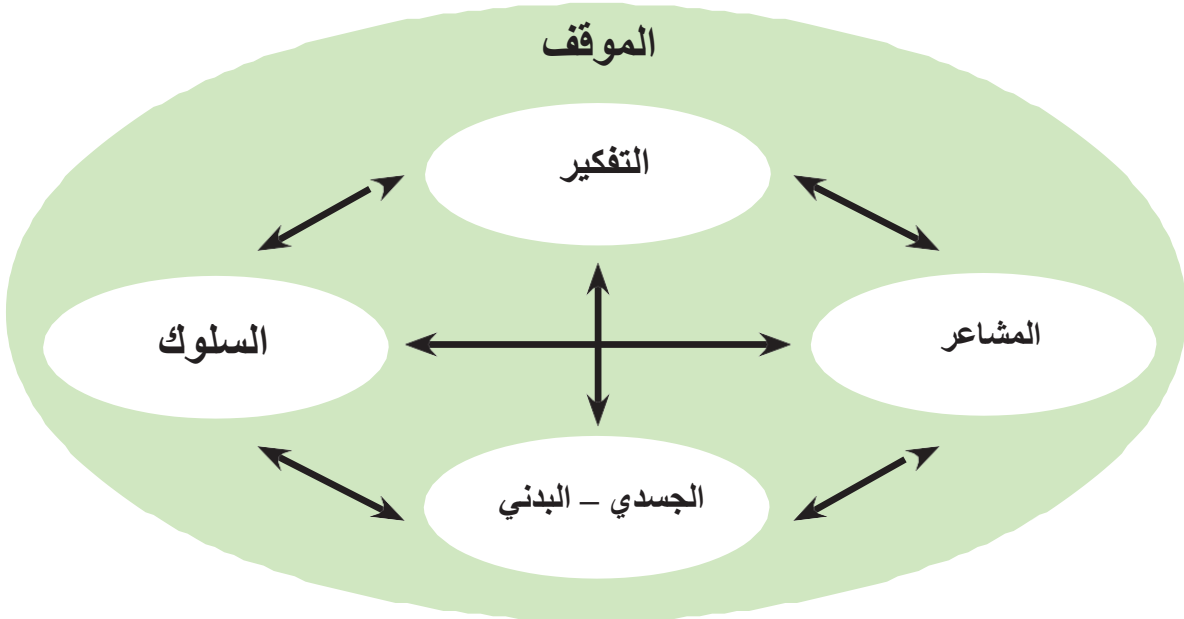 الموقف
التفكير
المشاعر
السلوك
الجسدي – البدني